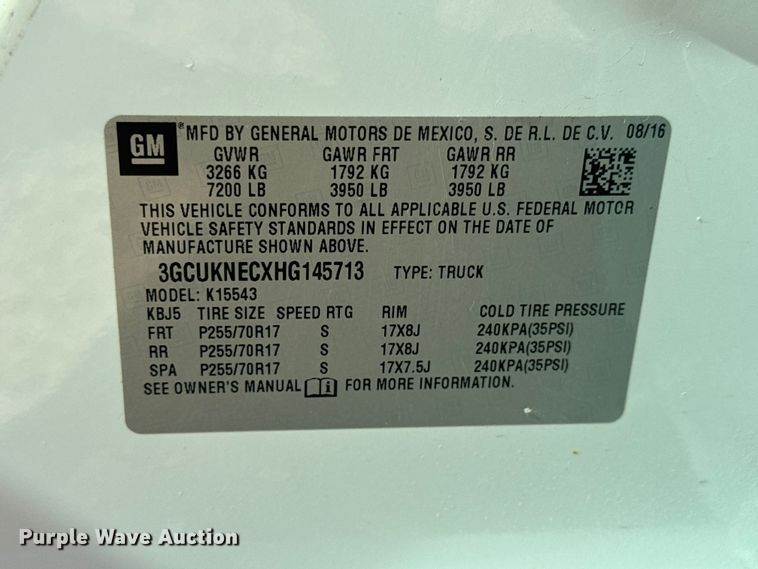 GM ® MFD BY GENERAL MOTORS DE MEXICO, S. DE R.L. DE C.V. 08/16
GVWR GAWR FRT GAWR RR
3266 KG 1792 KG 1792 KG
7200 LB 3950 LB 3950 LB
THIS VEHICLE CONFORMS TO ALL APPLICABLE U.S. FEDERAL MOTOR
VEHICLE SAFETY STANDARDS IN EFFECT ON THE DATE OF
MANUFACTURE SHOWN ABOVE.
3GCUKNECXHG145713 TYPE: TRUCK
MODEL: K15543
KBJ5 TIRE SIZE SPEED RTG RIM COLD TIRE PRESSURE
FRT P255/70R17 S 17X8J 240KPA(35PSI)
RR P255/70R17 S 17X8J 240KPA(35PSI)
SPA P255/70R17 S 17X7.5J 240KPA(35PSI)
SEE OWNER'S MANUAL i FOR MORE INFORMATION.
Purple Wave Auction